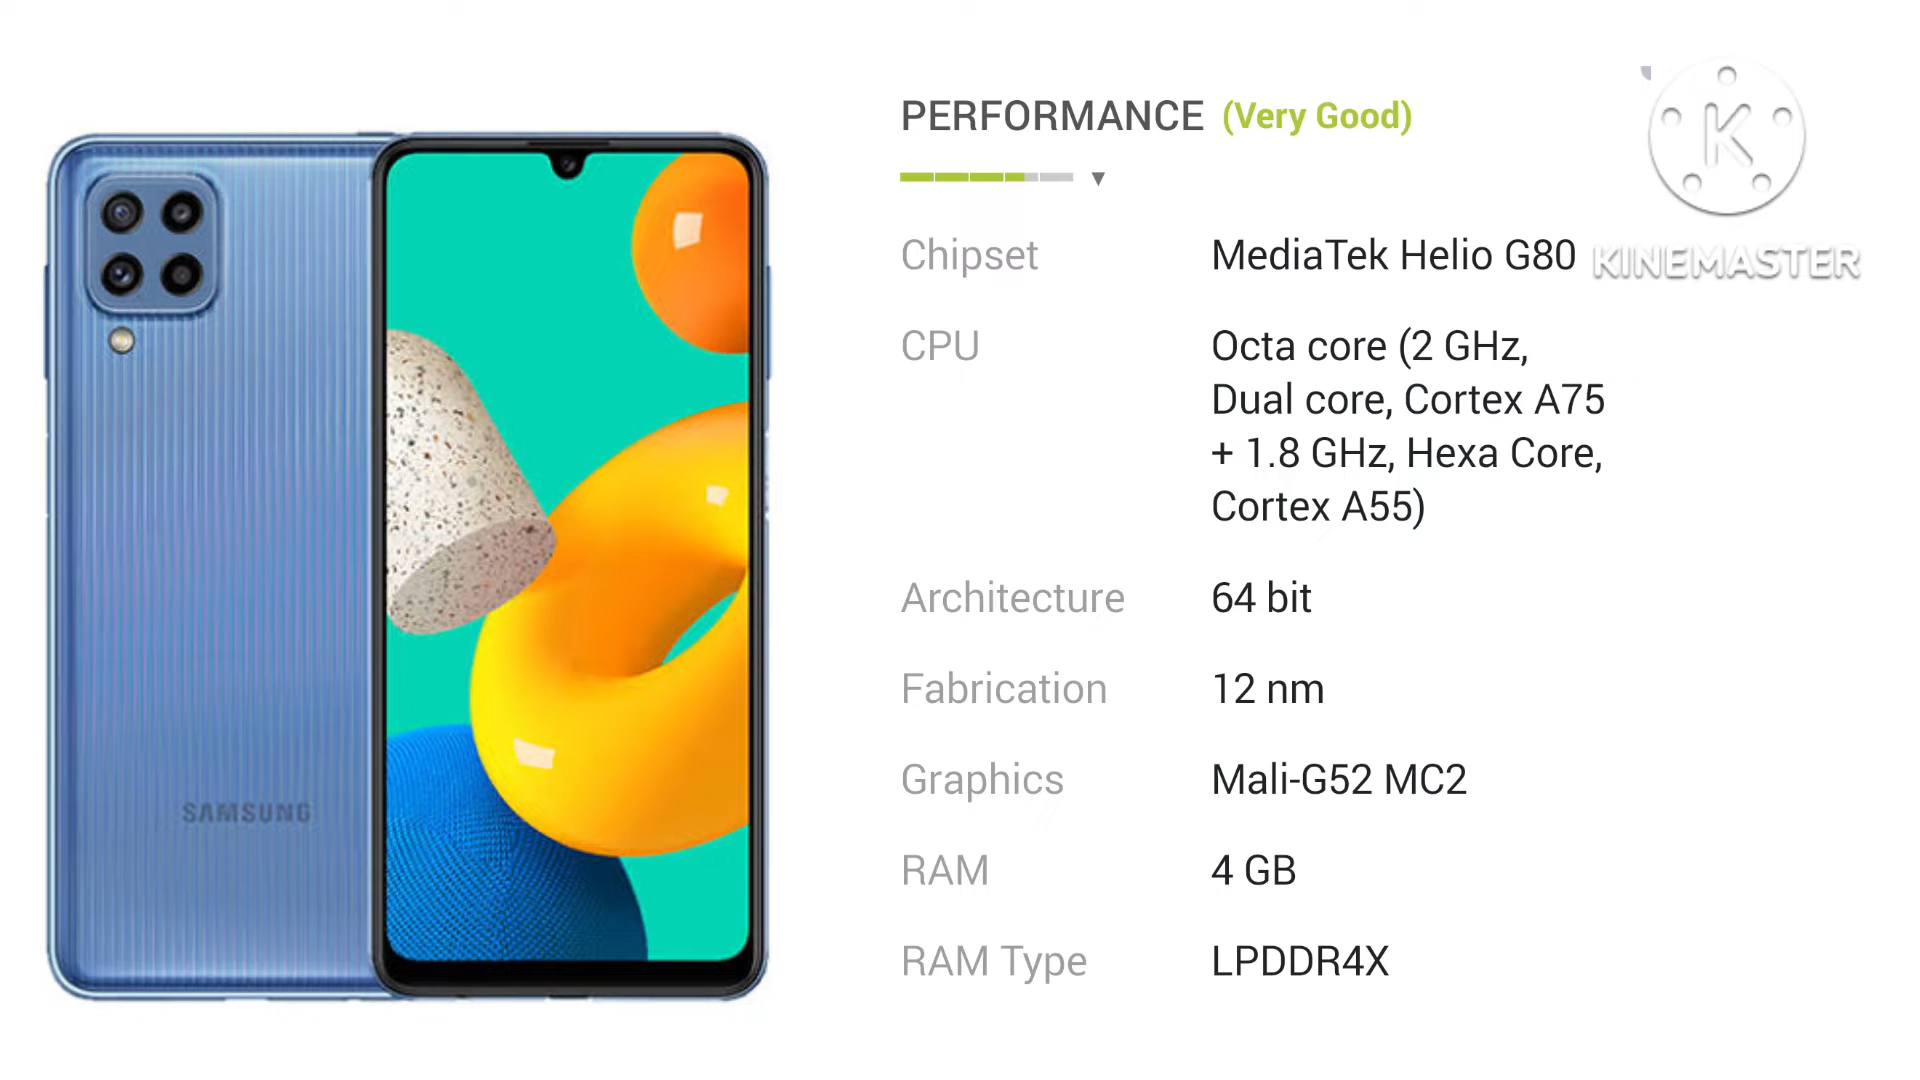 PERFORMANCE (Very Good)
K
KINEMASTER
Chipset MediaTek Helio G80
CPU Octa core (2 GHz,
Dual core, Cortex A75
+ 1.8 GHz, Hexa Core,
Cortex A55)
Architecture 64 bit
Fabrication 12 nm
Graphics Mali-G52 MC2
RAM 4 GB
RAM Type LPDDR4X
SAMSUNG